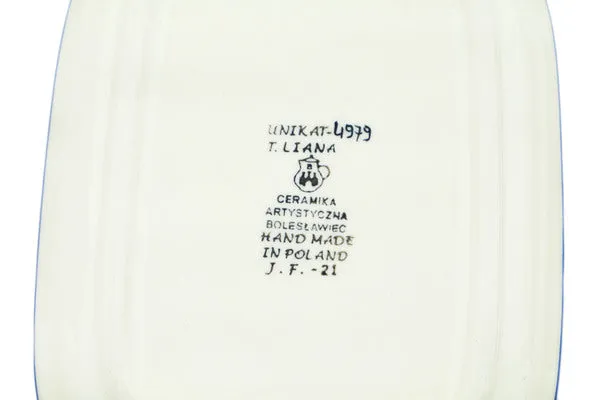 UNIKAT-4979
T. LIANA
B
CERAMIKA
ARTYSTYCZNA
BOLESŁAWIEC
HAND MADE
IN POLAND
J. F. -21